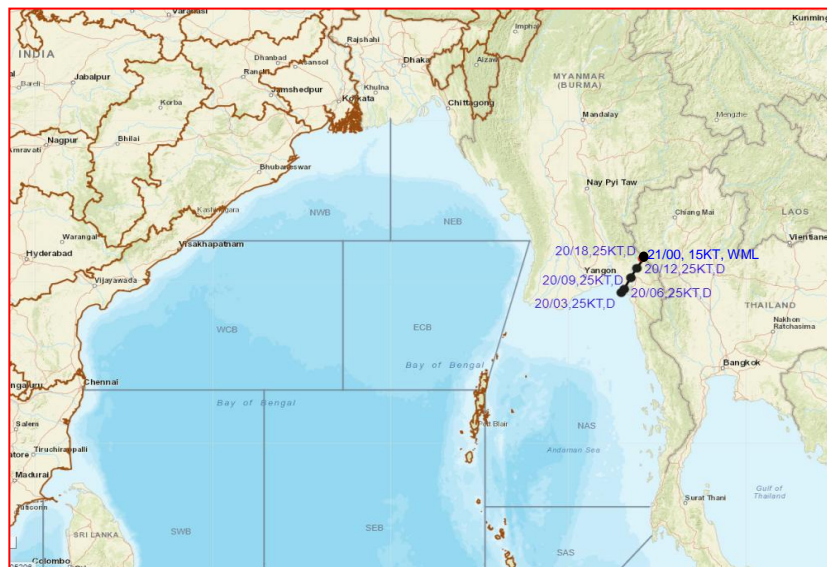 Varanasi
Kunming
Imphal
Rajshahi
INDIA
Dhanbad
Dhaka
Asansol
Aizawl
Ranchi
MYANMAR
(BURMA)
Jabalpur
Khulna
Jamshedpur
Kolkata
Chittagong
Korba
Mandalay
Mengzhe
Bhilai
Nagpur
Amravati
Bhubaneswar
Nay Pyi Taw
LAOS
NWB
NEB
Chiang Mai
Warangal
Visakhapatnam
Vientiane
20/18,25KT,D
21/00, 15KT, WML
Hyderabad
20/12,25KT,D
Yangon
20/09,25KT,D
Vijayawada
20/06,25KT,D
20/03,25KT,D
THAILAND
WCB
ECB
Nakhon
Ratchasima
Bay of Bengal
Bangkok
Chennai
Bay of Bengal
Port Blair
NAS
Salem
Andaman Sea
Tiruchirappalli
Madurai
Gulf of
Thailand
Surat Thani
Tuticorin
SRI LANKA
SWB
SEB
SAS
Colombo